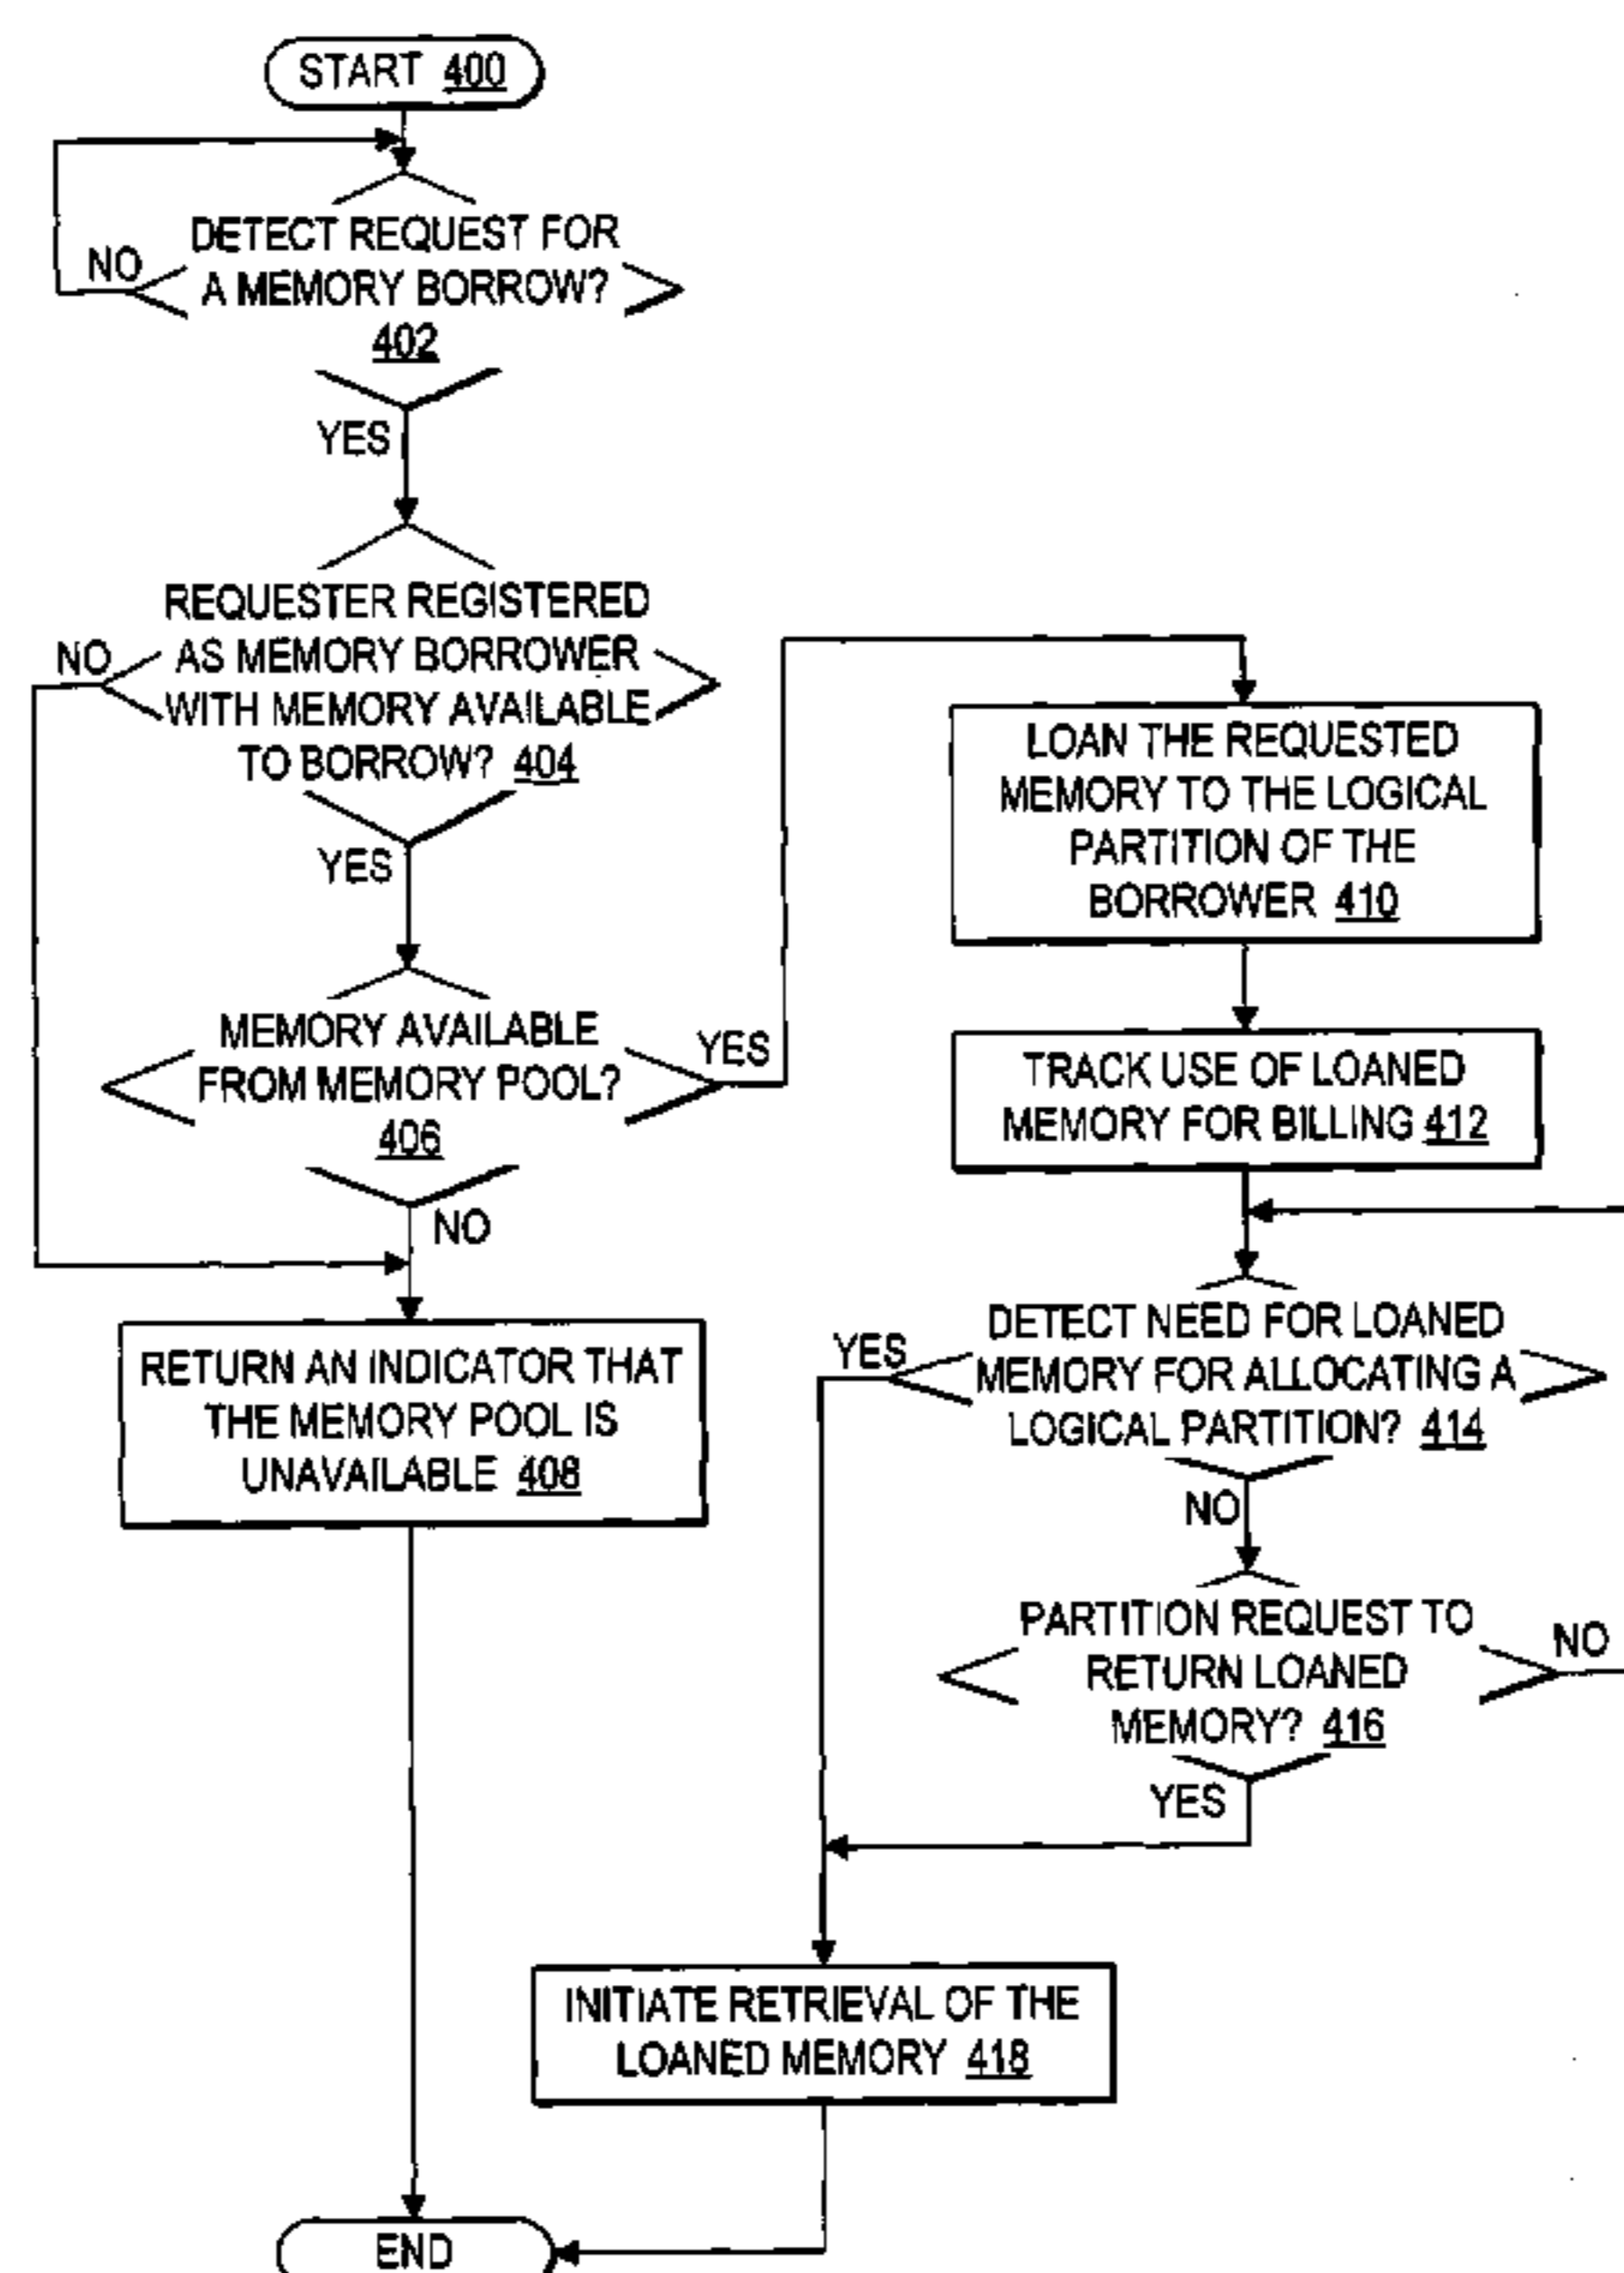 START 400
DETECT REQUEST FOR
A MEMORY BORROW?
402
NO
YES
REQUESTER REGISTERED
AS MEMORY BORROWER
WITH MEMORY AVAILABLE
TO BORROW? 404
NO
YES
MEMORY AVAILABLE
FROM MEMORY POOL?
406
YES
NO
RETURN AN INDICATOR THAT
THE MEMORY POOL IS
UNAVAILABLE 408
LOAN THE REQUESTED
MEMORY TO THE LOGICAL
PARTITION OF THE
BORROWER 410
TRACK USE OF LOANED
MEMORY FOR BILLING 412
DETECT NEED FOR LOANED
MEMORY FOR ALLOCATING A
LOGICAL PARTITION? 414
YES
NO
PARTITION REQUEST TO
RETURN LOANED
MEMORY? 416
NO
YES
INITIATE RETRIEVAL OF THE
LOANED MEMORY 418
END